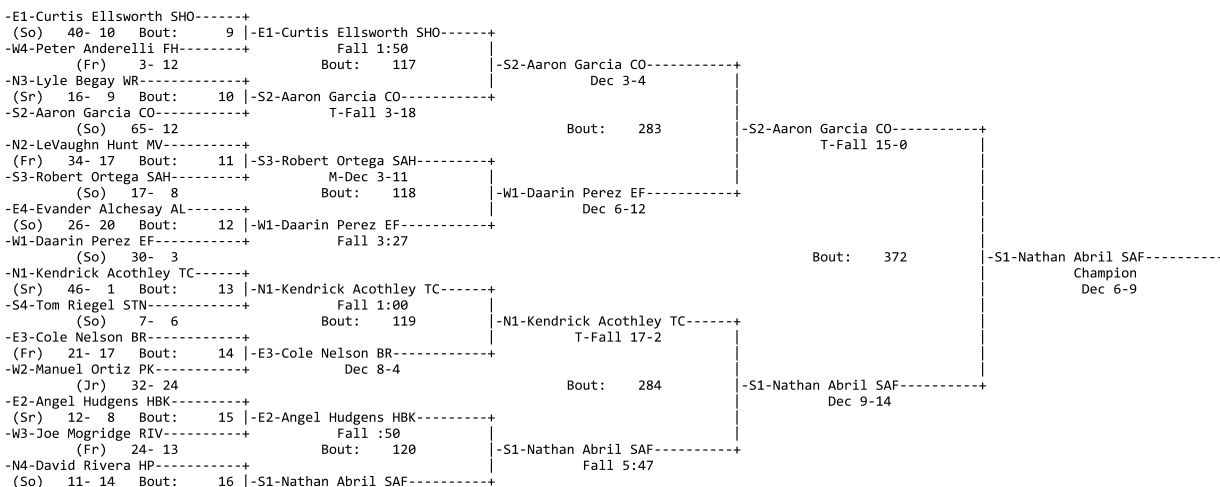 -E1-Curtis Ellsworth SHO------+
(So)   40- 10   Bout:      9 |-E1-Curtis Ellsworth SHO------+
-W4-Peter Anderelli FH--------+           Fall 1:50          |
(Fr)    3- 12                  Bout:    117         |-S2-Aaron Garcia CO-----------+
-N3-Lyle Begay WR-------------+                              |            Dec 3-4           |
(Sr)   16-  9   Bout:     10 |-S2-Aaron Garcia CO-----------+                              |
-S2-Aaron Garcia CO-----------+          T-Fall 3-18                                        |
(So)   65- 12                                                Bout:    283         |-S2-Aaron Garcia CO-----------+
-N2-LeVaughn Hunt MV----------+                                                             |          T-Fall 15-0         |
(Fr)   34- 17   Bout:     11 |-S3-Robert Ortega SAH---------+                              |                              |
-S3-Robert Ortega SAH---------+          M-Dec 3-11          |                              |                              |
(So)   17-  8                  Bout:    118         |-W1-Daarin Perez EF-----------+                              |
-E4-Evander Alchesay AL-------+                              |           Dec 6-12                                         |
(So)   26- 20   Bout:     12 |-W1-Daarin Perez EF-----------+                                                             |
-W1-Daarin Perez EF-----------+           Fall 3:27                                                                        |
(So)   30-  3                                                                               Bout:    372         |-S1-Nathan Abril SAF----------
-N1-Kendrick Acothley TC------+                                                                                            |           Champion
(Sr)   46-  1   Bout:     13 |-N1-Kendrick Acothley TC------+                                                             |            Dec 6-9
-S4-Tom Riegel STN------------+           Fall 1:00          |                                                             |
(So)    7-  6                  Bout:    119         |-N1-Kendrick Acothley TC------+                              |
-E3-Cole Nelson BR------------+                              |          T-Fall 17-2         |                              |
(Fr)   21- 17   Bout:     14 |-E3-Cole Nelson BR------------+                              |                              |
-W2-Manuel Ortiz PK-----------+            Dec 8-4                                          |                              |
(Jr)   32- 24                                                Bout:    284         |-S1-Nathan Abril SAF----------+
-E2-Angel Hudgens HBK---------+                                                             |           Dec 9-14
(Sr)   12-  8   Bout:     15 |-E2-Angel Hudgens HBK---------+                              |
-W3-Joe Mogridge RIV----------+           Fall :50           |                              |
(Fr)   24- 13                  Bout:    120         |-S1-Nathan Abril SAF----------+
-N4-David Rivera HP-----------+                              |           Fall 5:47
(So)   11- 14   Bout:     16 |-S1-Nathan Abril SAF----------+